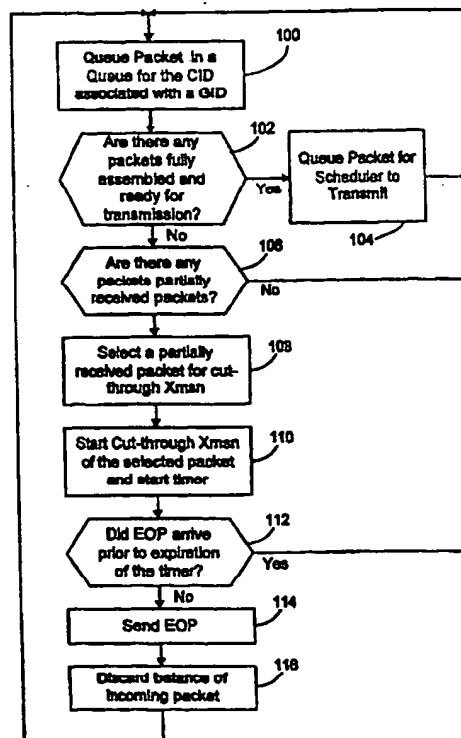 Queue Packet in a
Queue for the CID
associated with a GID
100
Are there any
packets fully
assembled and
ready for
transmission?
102
Yes
Queue Packet for
Scheduler to
Transmit
104
No
Are there any
packets partially
received packets?
106
No
Select a partially
received packet for cut-
through Xmsn
108
Start Cut-through Xmsn
of the selected packet
and start timer
110
Did EOP arrive
prior to expiration
of the timer?
112
Yes
No
Send EOP
114
Discard balance of
incoming packet
116